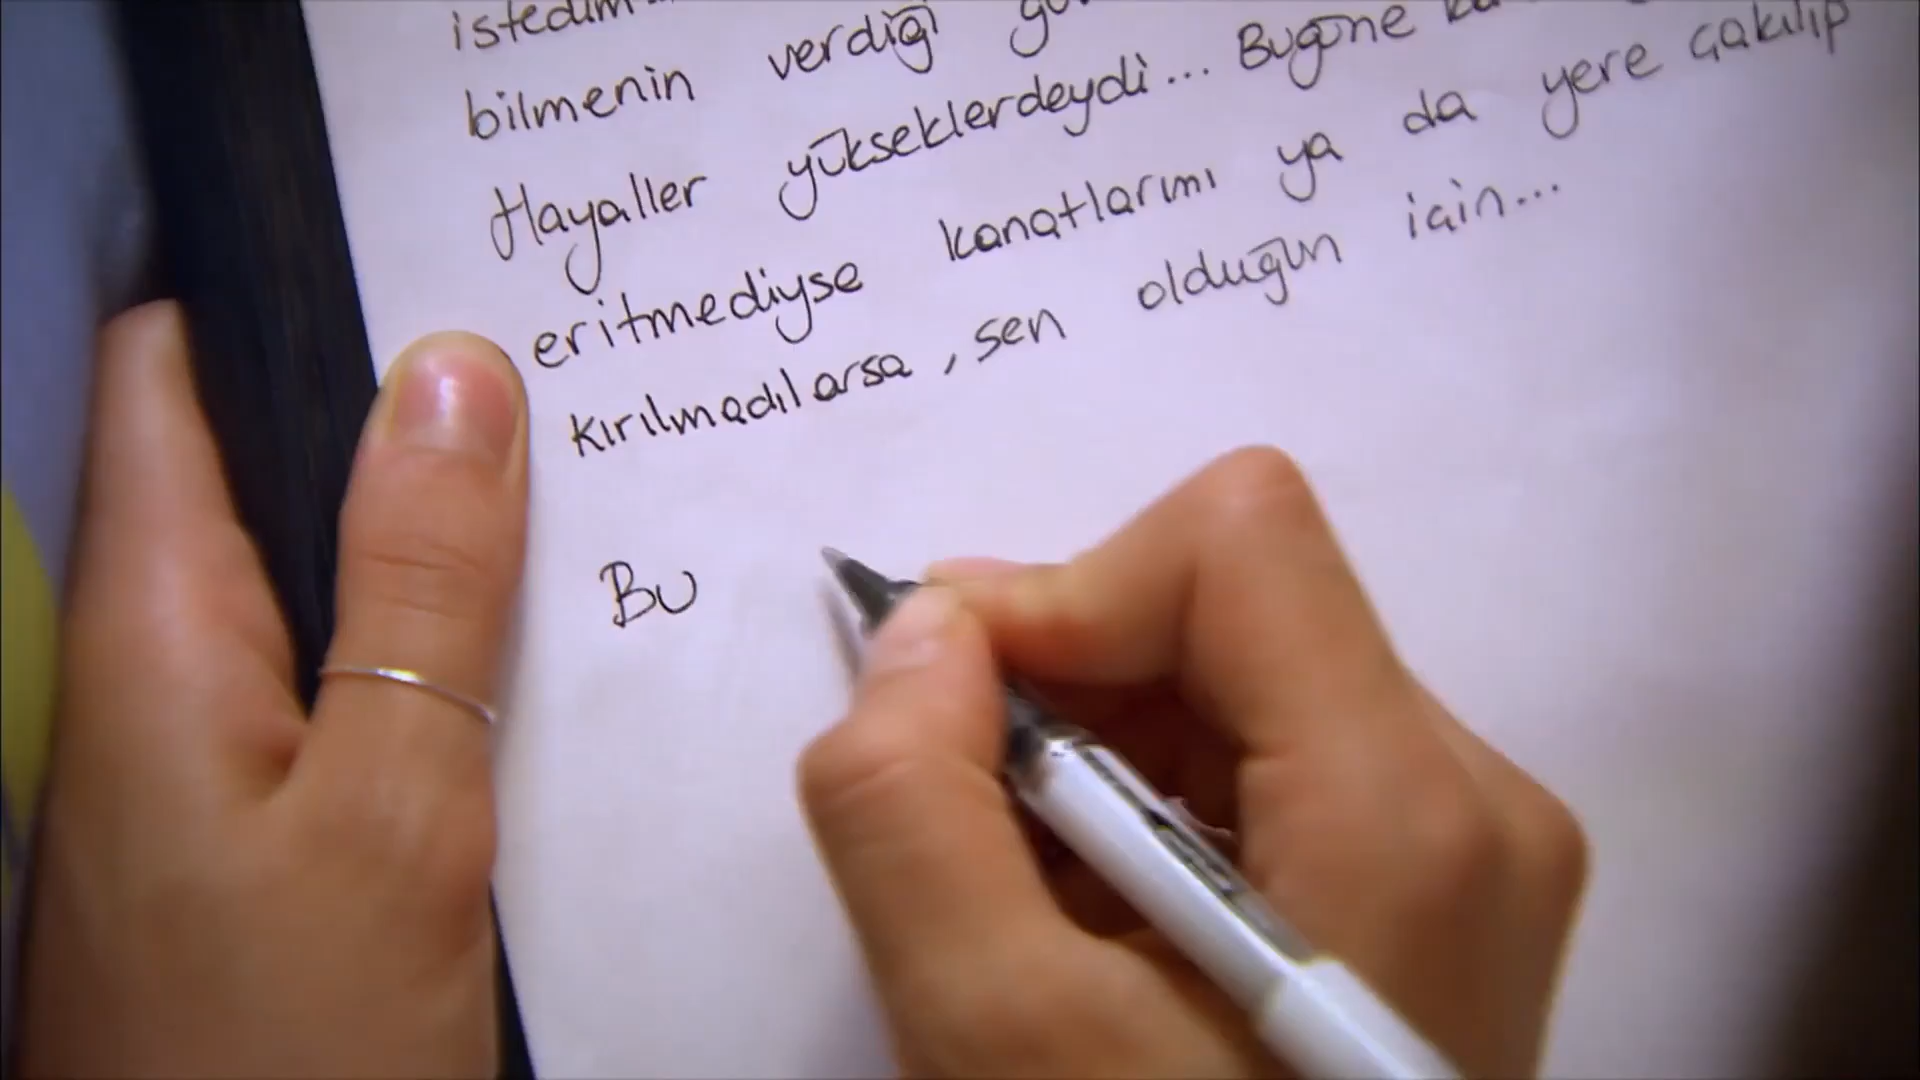 istedim
bilmenin verdiği
Hayaller yükseklerdeydi... Bugüne
eritmediyse kanatlarımı ya da yere çakılıp
kırılmadılarsa, sen olduğun için...
Bu